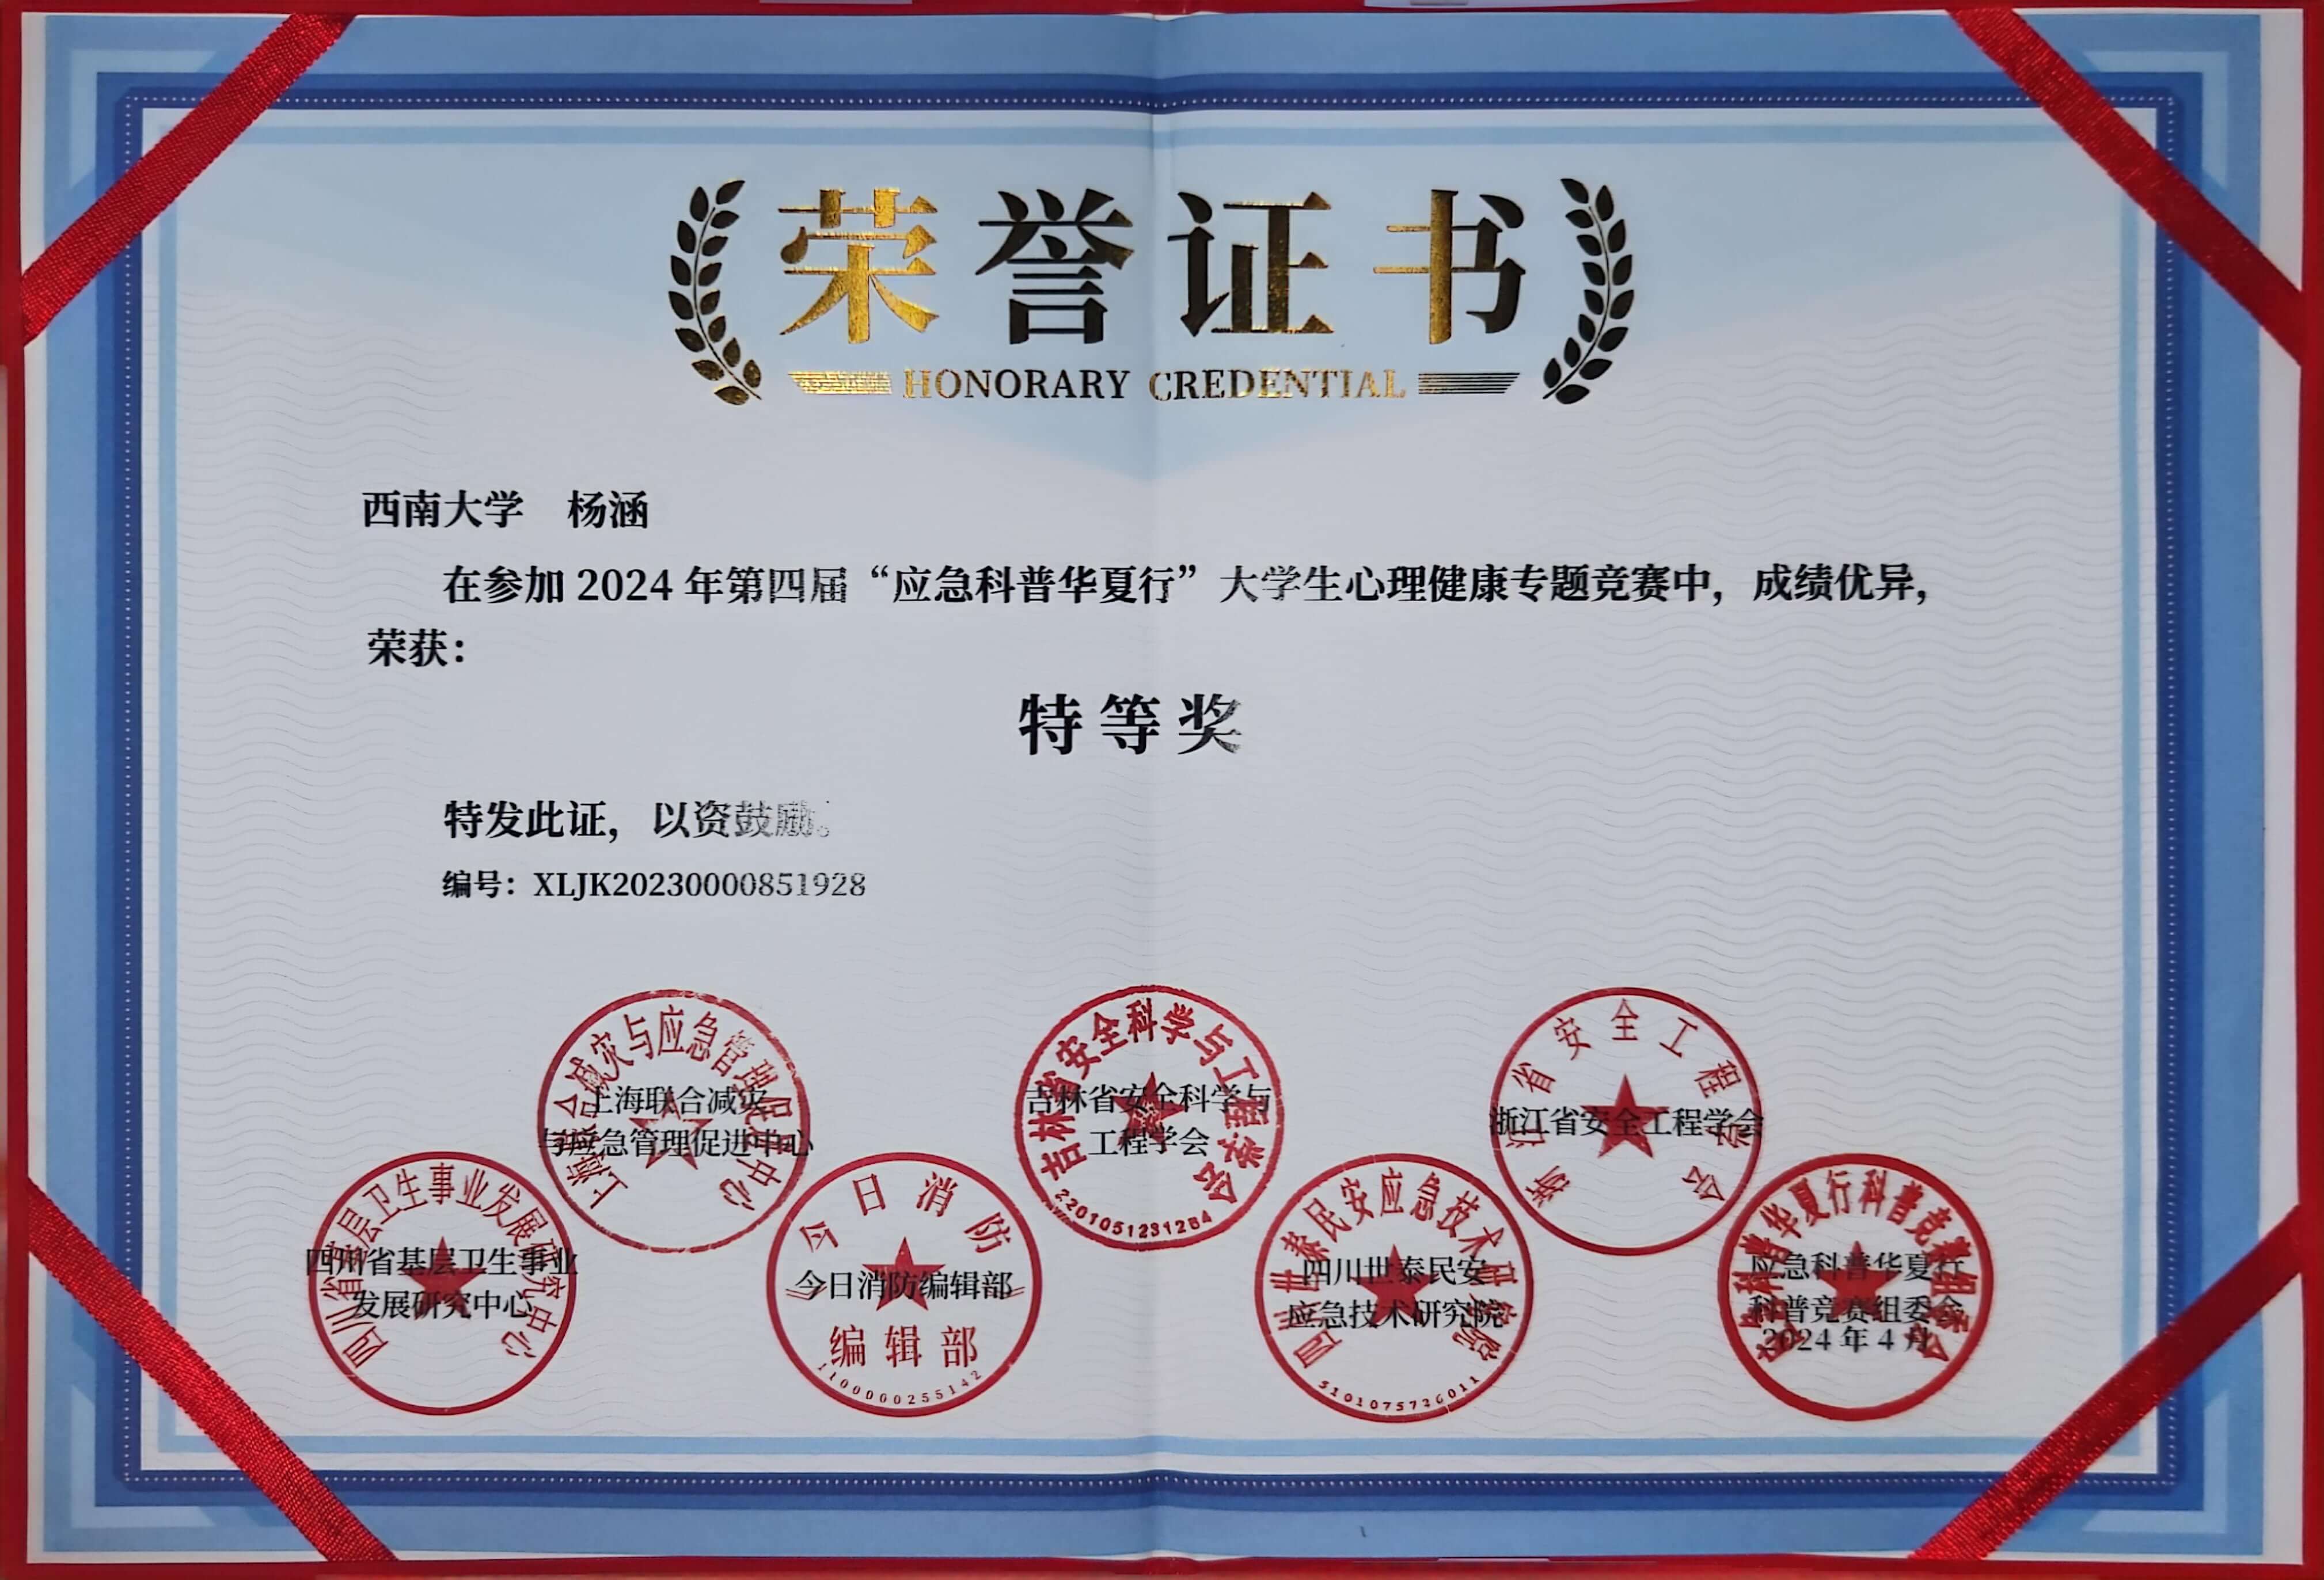 荣誉证书
HONORARY CREDENTIAL
西南大学　杨涵
在参加 2024 年第四届“应急科普华夏行”大学生心理健康专题竞赛中，成绩优异，
荣获：
特等奖
特发此证，以资鼓励。
编号：XLJK20230000851928
上海联合减灾与应急管理促进中心
上海联合减灾
与应急管理促进中心
吉林省安全科学与工程学会
吉林省安全科学与
工程学会
2201051231284
浙江省安全工程学会
浙江省安全工程学会
四川省基层卫生事业发展研究中心
四川省基层卫生事业
发展研究中心
今日消防
《今日消防编辑部》
编辑部
1100000255142
四川世泰民安应急技术研究院
四川世泰民安
应急技术研究院
5101075736011
应急科普华夏行科普竞赛组委会
应急科普华夏行
科普竞赛组委会
2024 年 4 月